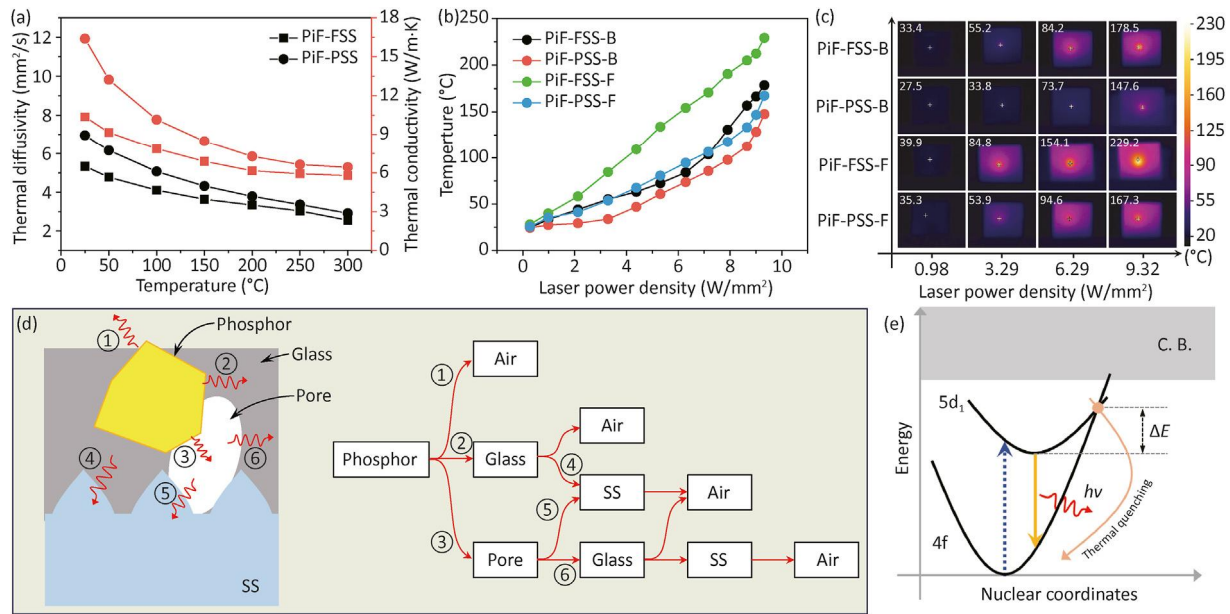 (a)
Thermal diffusivity (mm²/s)
12
10
8
6
4
2
PiF-FSS
PiF-PSS
18
15
12
9
6
3
0
Thermal conductivity (W/m·K)
0
50
100
150
200
250
300
Temperature (°C)
(b)
Temperture (°C)
250
200
150
100
50
0
PiF-FSS-B
PiF-PSS-B
PiF-FSS-F
PiF-PSS-F
0
2
4
6
8
10
Laser power density (W/mm²)
(c)
PiF-FSS-B
33.4
55.2
84.2
178.5
PiF-PSS-B
27.5
33.8
73.7
147.6
PiF-FSS-F
39.9
84.8
154.1
229.2
PiF-PSS-F
35.3
53.9
94.6
167.3
230
200
170
140
110
80
50
20
(°C)
0.98
3.29
6.29
9.32
Laser power density (W/mm²)
(d)
Phosphor
Glass
Pore
①
②
③
④
⑤
⑥
SS
①
Air
Phosphor
②
Glass
Air
④
SS
Air
⑤
③
Pore
⑥
Glass
SS
Air
(e)
C. B.
5d₁
ΔE
Energy
hν
Thermal quenching
4f
Nuclear coordinates